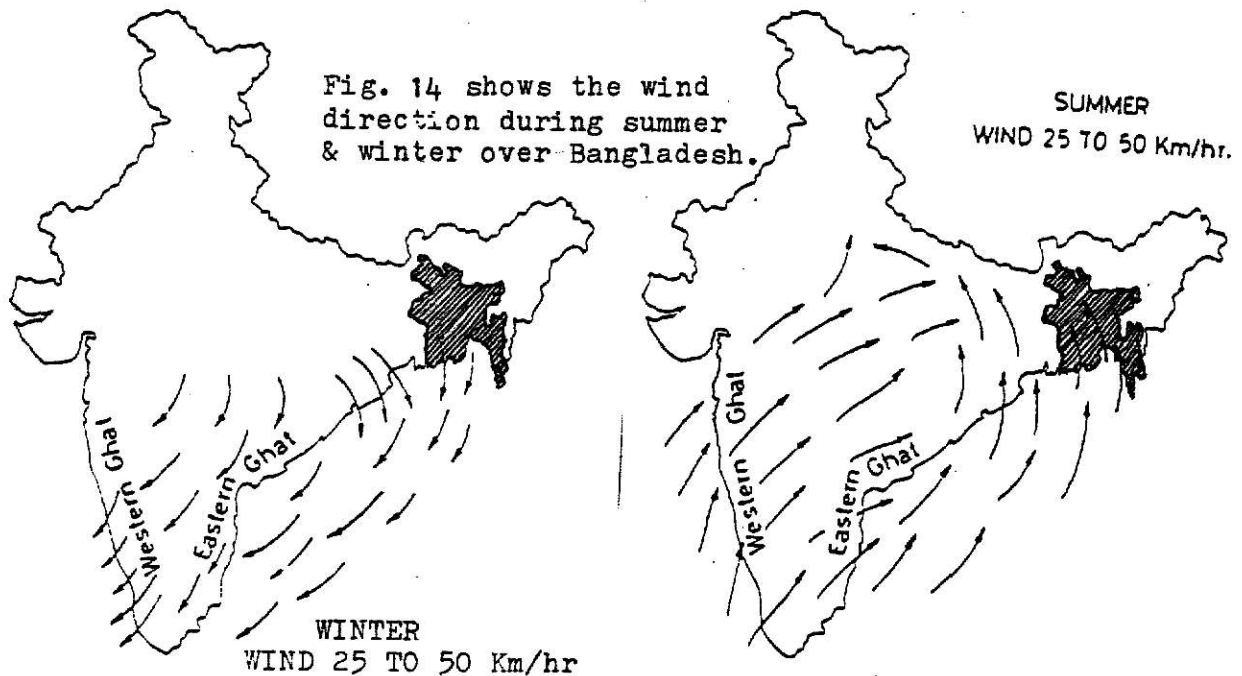 Fig. 14 shows the wind
direction during summer
& winter over Bangladesh.
SUMMER
WIND 25 TO 50 Km/hr.
Western Ghat
Eastern Ghat
WINTER
WIND 25 TO 50 Km/hr
Western Ghat
Eastern Ghat